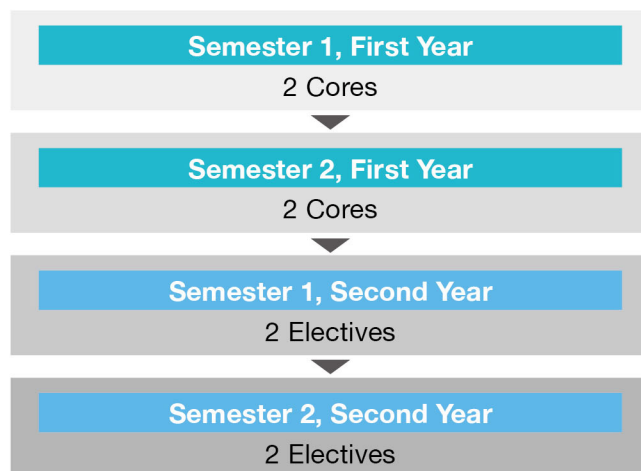 Semester 1, First Year
2 Cores
Semester 2, First Year
2 Cores
Semester 1, Second Year
2 Electives
Semester 2, Second Year
2 Electives